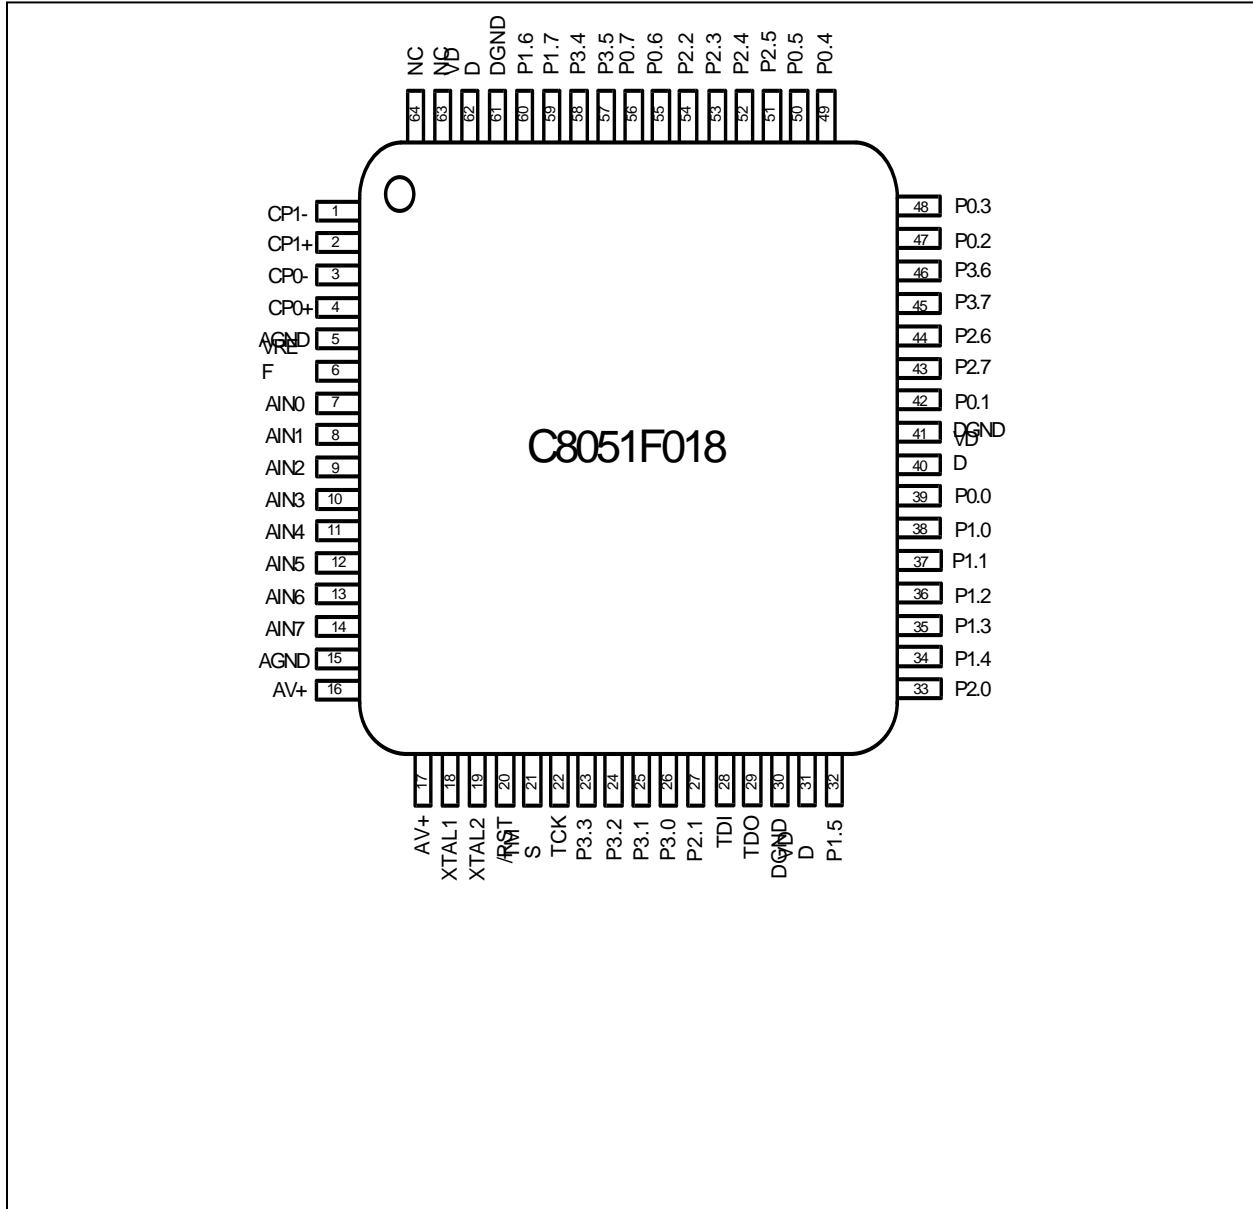 NC
NC
VD
D
DGND
P1.6
P1.7
P3.4
P3.5
P0.7
P0.6
P2.2
P2.3
P2.4
P2.5
P0.5
P0.4
64
63
62
61
60
59
58
57
56
55
54
53
52
51
50
49
CP1- 1
CP1+ 2
CP0- 3
CP0+ 4
AGND 5
VRE
F 6
AIN0 7
AIN1 8
AIN2 9
AIN3 10
AIN4 11
AIN5 12
AIN6 13
AIN7 14
AGND 15
AV+ 16
C8051F018
48 P0.3
47 P0.2
46 P3.6
45 P3.7
44 P2.6
43 P2.7
42 P0.1
41 DGND
VD
40 D
39 P0.0
38 P1.0
37 P1.1
36 P1.2
35 P1.3
34 P1.4
33 P2.0
17
18
19
20
21
22
23
24
25
26
27
28
29
30
31
32
AV+
XTAL1
XTAL2
/RST
TM
S
TCK
P3.3
P3.2
P3.1
P3.0
P2.1
TDI
TDO
DGND
VD
D
P1.5